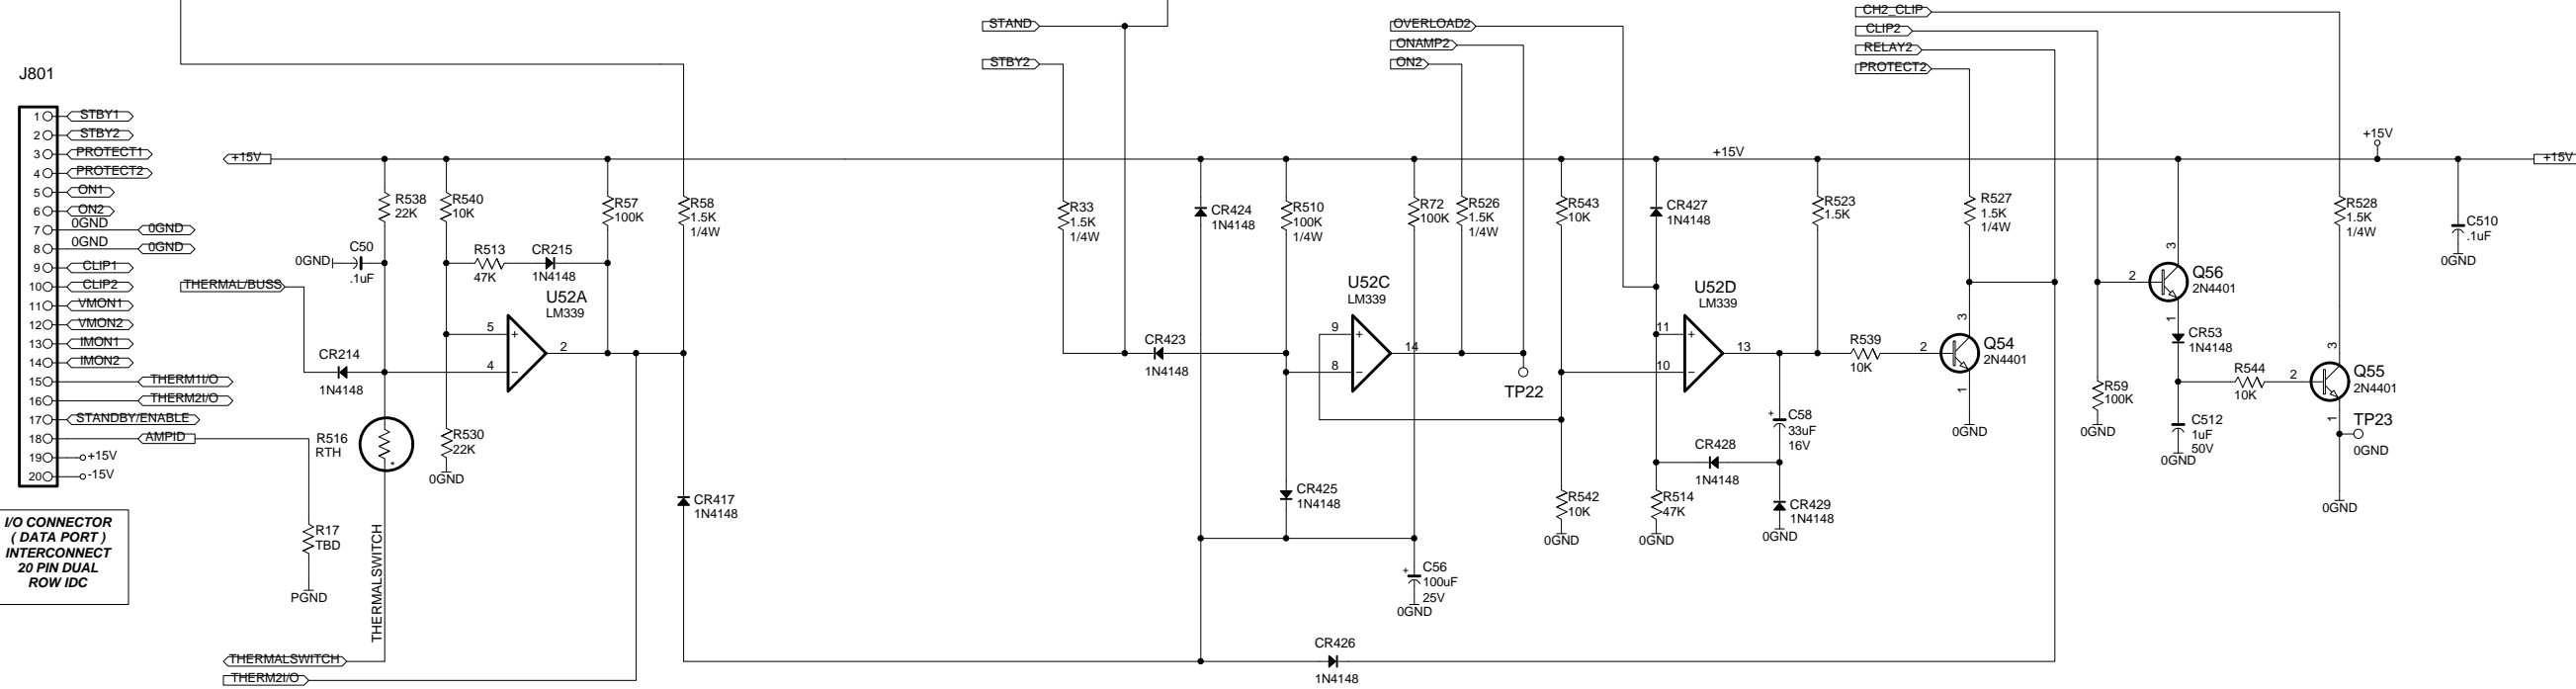 STAND
STBY2
OVERLOAD2
ONAMP2
ON2
CH2_CLIP
CLIP2
RELAY2
PROTECT2
J801
1 STBY1
2 STBY2
3 PROTECT1
4 PROTECT2
5 ON1
6 ON2
7 0GND 0GND
8 0GND 0GND
9 CLIP1
10 CLIP2
11 VMON1
12 VMON2
13 IMON1
14 IMON2
15 THERM1I/O
16 THERM2I/O
17 STANDBY/ENABLE
18 AMPID
19 +15V
20 -15V
I/O CONNECTOR
( DATA PORT )
INTERCONNECT
20 PIN DUAL
ROW IDC
R17
TBD
PGND
+15V
THERMAL/BUSS
0GND
C50
.1uF
CR214
1N4148
R538
22K
R540
10K
R513
47K
CR215
1N4148
R57
100K
R58
1.5K
1/4W
U52A
LM339
5
+
4
−
2
R516
RTH
*
R530
22K
0GND
THERMALSWITCH
THERMALSWITCH
THERM2I/O
CR417
1N4148
R33
1.5K
1/4W
CR423
1N4148
CR424
1N4148
R510
100K
1/4W
R72
100K
R526
1.5K
1/4W
U52C
LM339
9
+
8
−
14
TP22
CR425
1N4148
+
C56
100uF
25V
0GND
CR426
1N4148
R543
10K
R542
10K
0GND
CR427
1N4148
+15V
U52D
LM339
11
+
10
−
13
R514
47K
0GND
CR428
1N4148
+
C58
33uF
16V
CR429
1N4148
0GND
R523
1.5K
R539
10K
R527
1.5K
1/4W
2
3
1
Q54
2N4401
0GND
R59
100K
0GND
2
3
1
Q56
2N4401
CR53
1N4148
C512
1uF
50V
0GND
R544
10K
+15V
R528
1.5K
1/4W
2
3
1
Q55
2N4401
TP23
0GND
0GND
C510
.1uF
0GND
+15V